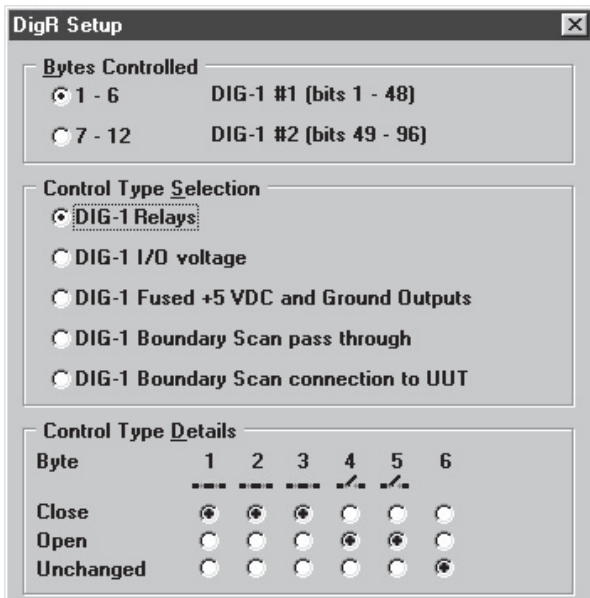 DigR Setup
Bytes Controlled
1 - 6 DIG-1 #1 (bits 1 - 48)
7 - 12 DIG-1 #2 (bits 49 - 96)
Control Type Selection
DIG-1 Relays
DIG-1 I/O voltage
DIG-1 Fused +5 VDC and Ground Outputs
DIG-1 Boundary Scan pass through
DIG-1 Boundary Scan connection to UUT
Control Type Details
Byte 1 2 3 4 5 6
Close
Open
Unchanged